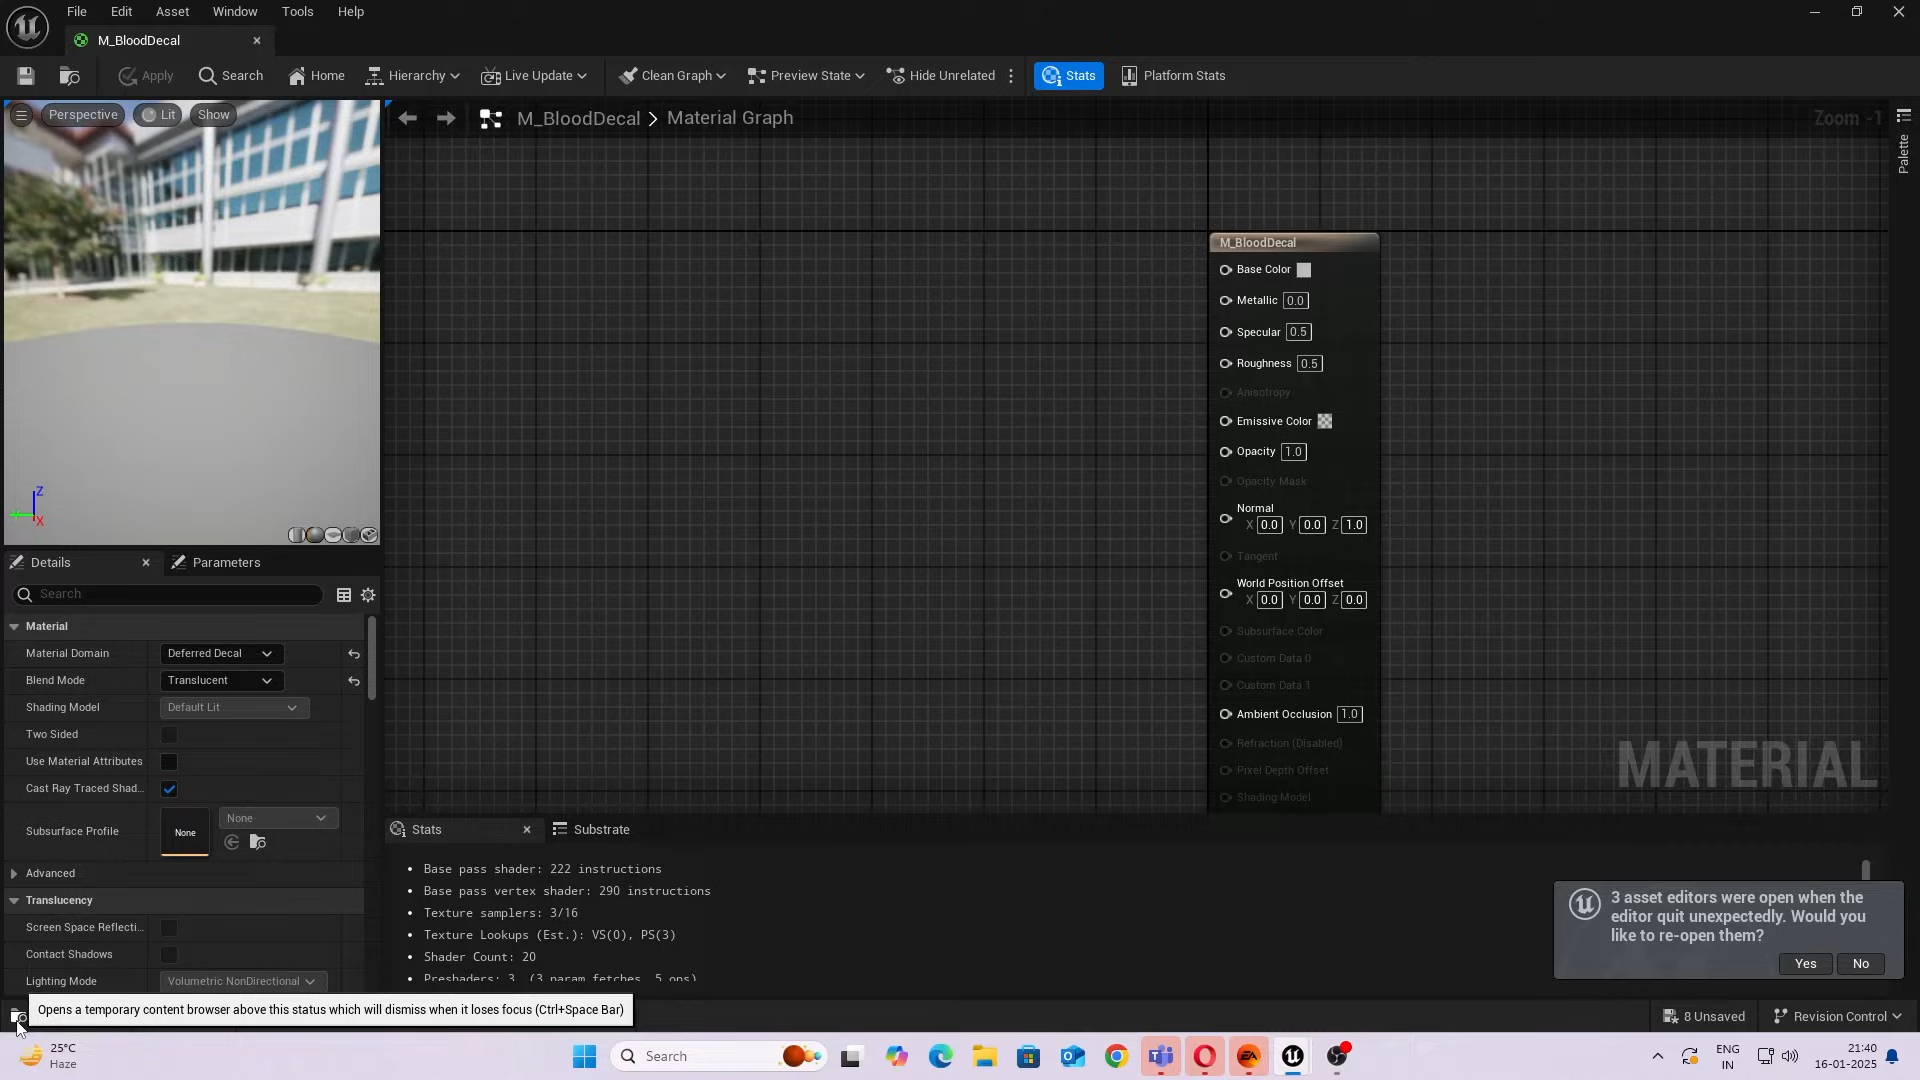 File Edit Asset Window Tools Help
M_BloodDecal
Apply Search Home Hierarchy Live Update Clean Graph Preview State Hide Unrelated Stats Platform Stats
Perspective Lit Show
M_BloodDecal > Material Graph
Zoom -1
Palette
M_BloodDecal
Base Color
Metallic 0.0
Specular 0.5
Roughness 0.5
Anisotropy
Emissive Color
Opacity 1.0
Opacity Mask
Normal
X 0.0 Y 0.0 Z 1.0
Tangent
World Position Offset
X 0.0 Y 0.0 Z 0.0
Subsurface Color
Custom Data 0
Custom Data 1
Ambient Occlusion 1.0
Refraction (Disabled)
Pixel Depth Offset
Shading Model
MATERIAL
Z
X
Details Parameters
Search
Material
Material Domain Deferred Decal
Blend Mode Translucent
Shading Model Default Lit
Two Sided
Use Material Attributes
Cast Ray Traced Shad...
Subsurface Profile None None
Advanced
Translucency
Screen Space Reflecti...
Contact Shadows
Lighting Mode Volumetric NonDirectional
Stats Substrate
• Base pass shader: 222 instructions
• Base pass vertex shader: 290 instructions
• Texture samplers: 3/16
• Texture Lookups (Est.): VS(0), PS(3)
• Shader Count: 20
• Preshaders: 3 (3 param fetches, 5 ops)
3 asset editors were open when the
editor quit unexpectedly. Would you
like to re-open them?
Yes No
Opens a temporary content browser above this status which will dismiss when it loses focus (Ctrl+Space Bar)
8 Unsaved Revision Control
25°C
Haze
Search
ENG
IN
21:40
16-01-2025